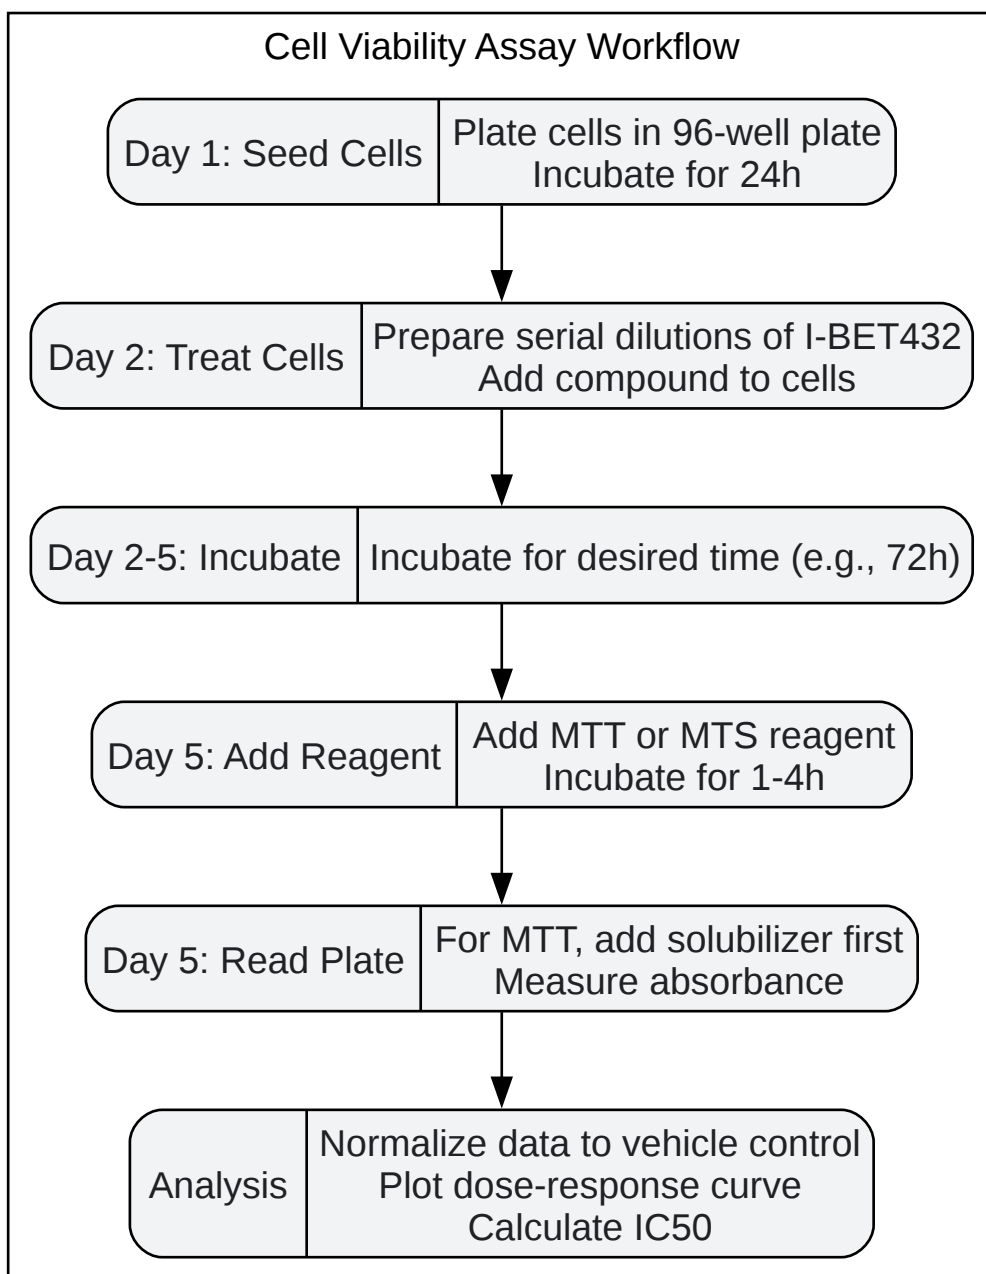 Cell Viability Assay Workflow
Day 1: Seed Cells
Plate cells in 96-well plate
Incubate for 24h
Day 2: Treat Cells
Prepare serial dilutions of I-BET432
Add compound to cells
Day 2-5: Incubate
Incubate for desired time (e.g., 72h)
Day 5: Add Reagent
Add MTT or MTS reagent
Incubate for 1-4h
Day 5: Read Plate
For MTT, add solubilizer first
Measure absorbance
Analysis
Normalize data to vehicle control
Plot dose-response curve
Calculate IC50